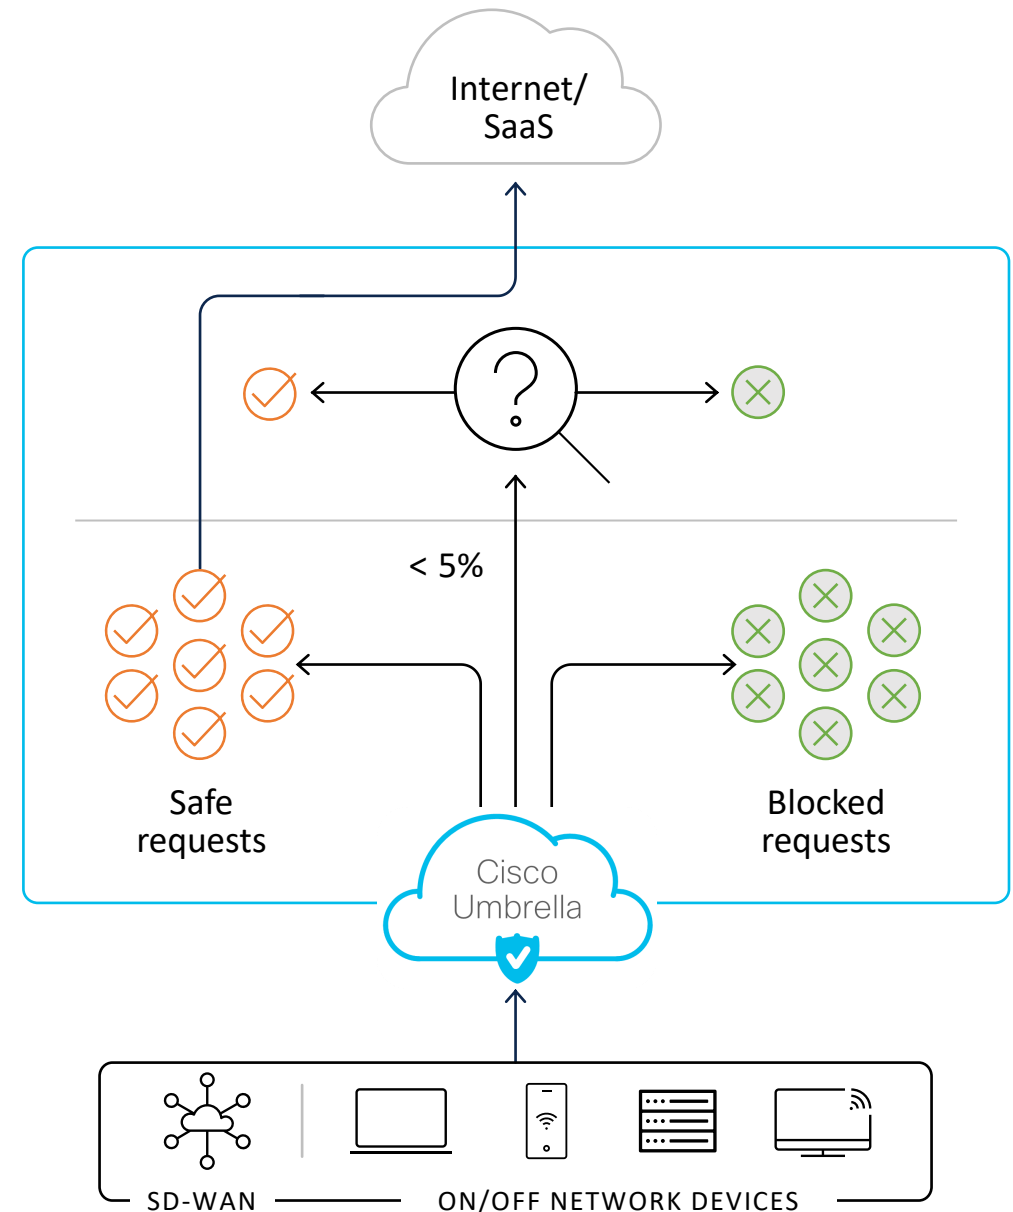 Internet/
SaaS
?
< 5%
Safe
requests
Blocked
requests
Cisco
Umbrella
SD-WAN
ON/OFF NETWORK DEVICES